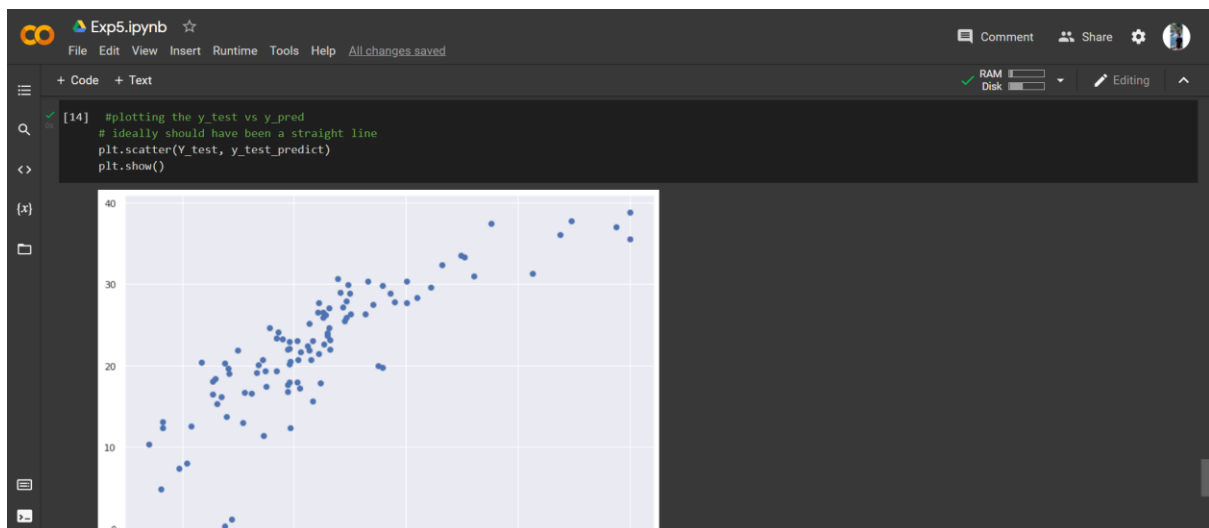 Exp5.ipynb
File Edit View Insert Runtime Tools Help All changes saved
Comment Share
+ Code + Text
RAM
Disk
Editing
[14] #plotting the y_test vs y_pred
0s
# ideally should have been a straight line
plt.scatter(Y_test, y_test_predict)
plt.show()
{x}
40
30
20
10